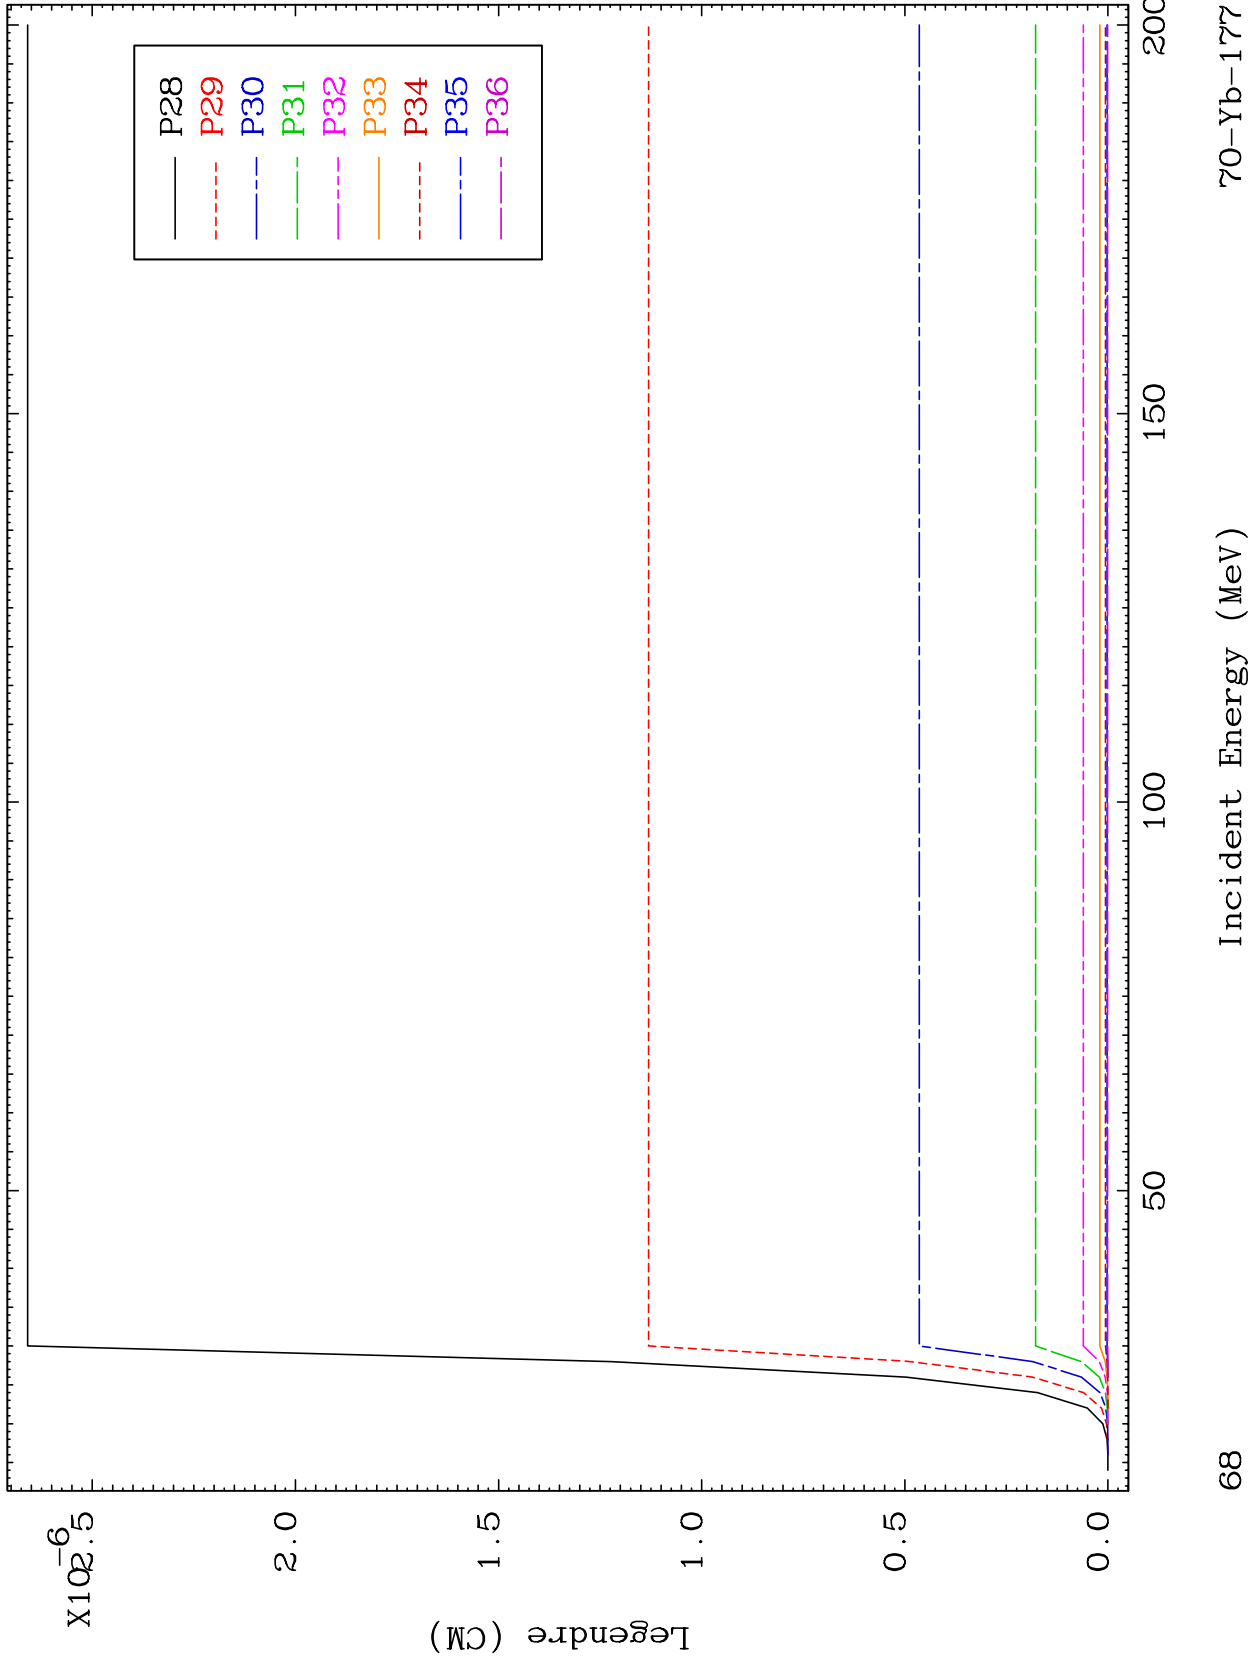 X10-6
2.5
2.0
1.5
1.0
0.5
0.0
Legendre (CM)
P28
P29
P30
P31
P32
P33
P34
P35
P36
50
100
150
200
Incident Energy (MeV)
68
70-Yb-177